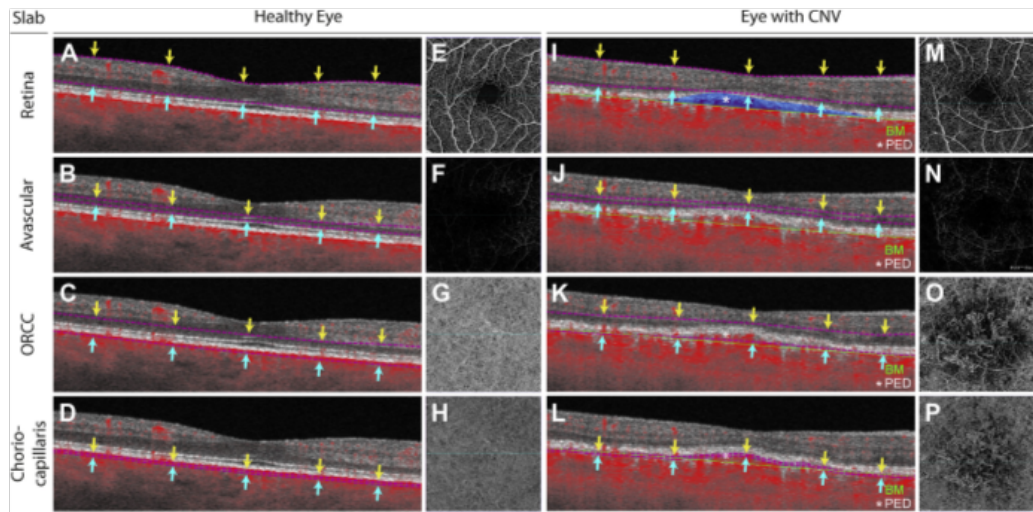 Slab Healthy Eye Eye with CNV
Retina
A E I M
BM
* PED
Avascular
B F J N
BM
* PED
ORCC
C G K O
BM
* PED
Chorio-
capillaris
D H L P
BM
* PED